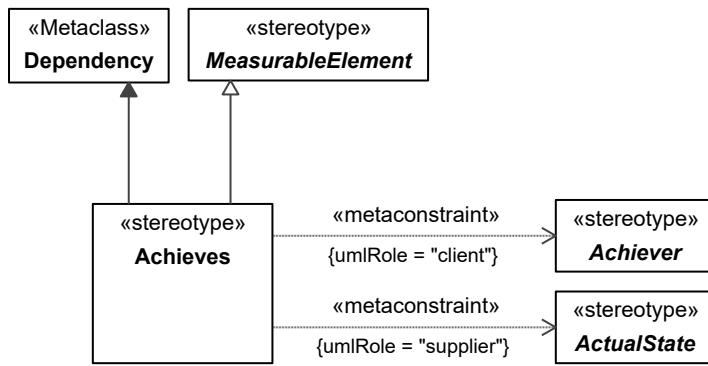 «Metaclass»
Dependency
«stereotype»
MeasurableElement
«stereotype»
Achieves
«metaconstraint»
{umlRole = "client"}
«stereotype»
Achiever
«metaconstraint»
{umlRole = "supplier"}
«stereotype»
ActualState